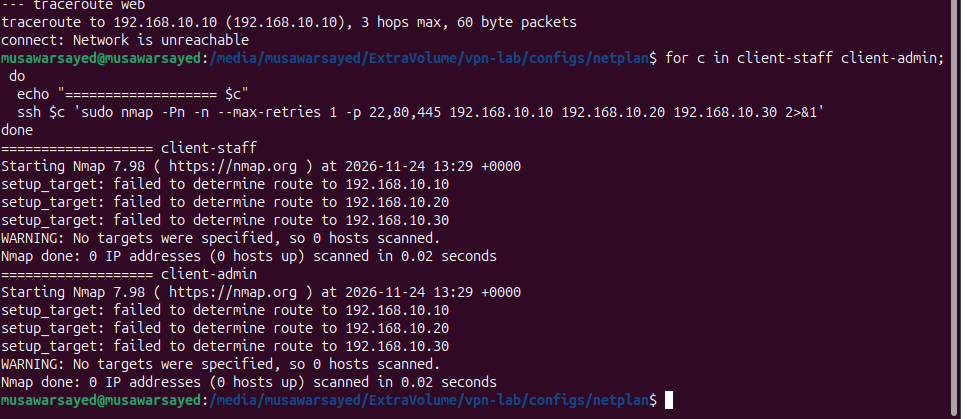 --- traceroute web
traceroute to 192.168.10.10 (192.168.10.10), 3 hops max, 60 byte packets
connect: Network is unreachable
musawarsayed@musawarsayed:/media/musawarsayed/ExtraVolume/vpn-lab/configs/netplan$ for c in client-staff client-admin;
 do
  echo "================== $c"
  ssh $c 'sudo nmap -Pn -n --max-retries 1 -p 22,80,445 192.168.10.10 192.168.10.20 192.168.10.30 2>&1'
done
================== client-staff
Starting Nmap 7.98 ( https://nmap.org ) at 2026-11-24 13:29 +0000
setup_target: failed to determine route to 192.168.10.10
setup_target: failed to determine route to 192.168.10.20
setup_target: failed to determine route to 192.168.10.30
WARNING: No targets were specified, so 0 hosts scanned.
Nmap done: 0 IP addresses (0 hosts up) scanned in 0.02 seconds
================== client-admin
Starting Nmap 7.98 ( https://nmap.org ) at 2026-11-24 13:29 +0000
setup_target: failed to determine route to 192.168.10.10
setup_target: failed to determine route to 192.168.10.20
setup_target: failed to determine route to 192.168.10.30
WARNING: No targets were specified, so 0 hosts scanned.
Nmap done: 0 IP addresses (0 hosts up) scanned in 0.02 seconds
musawarsayed@musawarsayed:/media/musawarsayed/ExtraVolume/vpn-lab/configs/netplan$